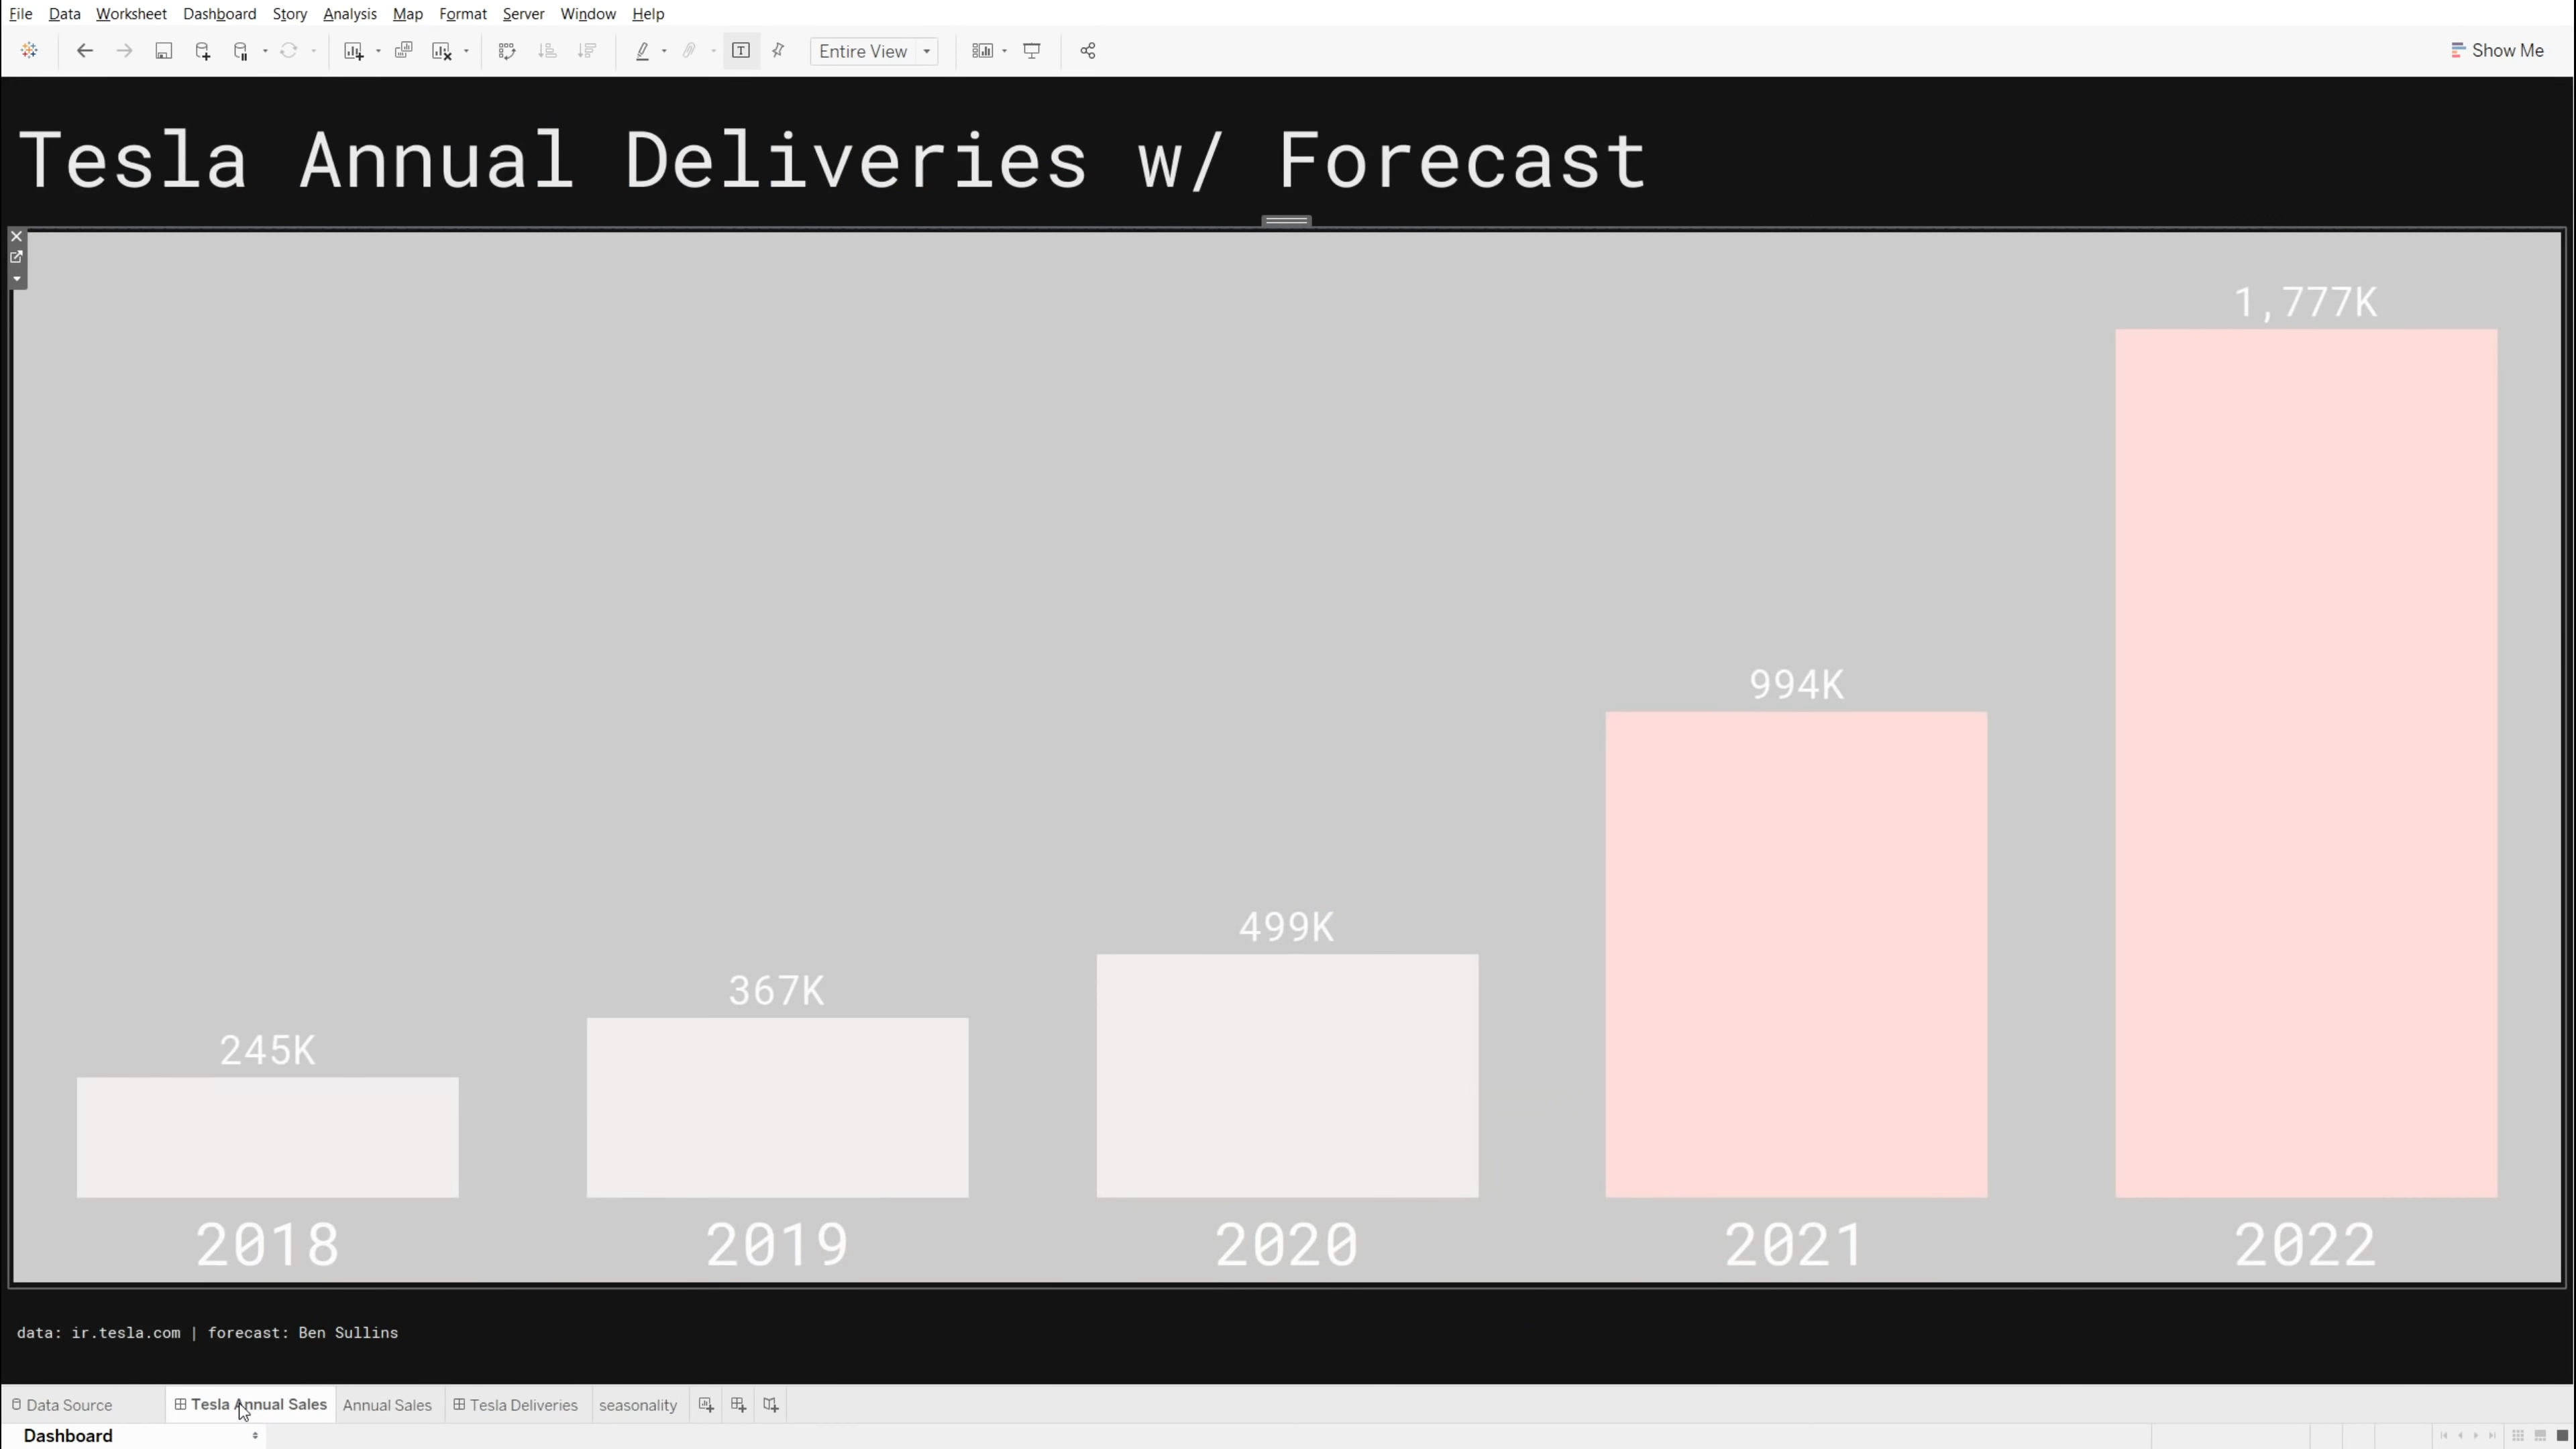 File Data Worksheet Dashboard Story Analysis Map Format Server Window Help
Entire View
Show Me
Tesla Annual Deliveries w/ Forecast
1,777K
994K
499K
367K
245K
2018 2019 2020 2021 2022
data: ir.tesla.com | forecast: Ben Sullins
Data Source Tesla Annual Sales Annual Sales Tesla Deliveries seasonality
Dashboard